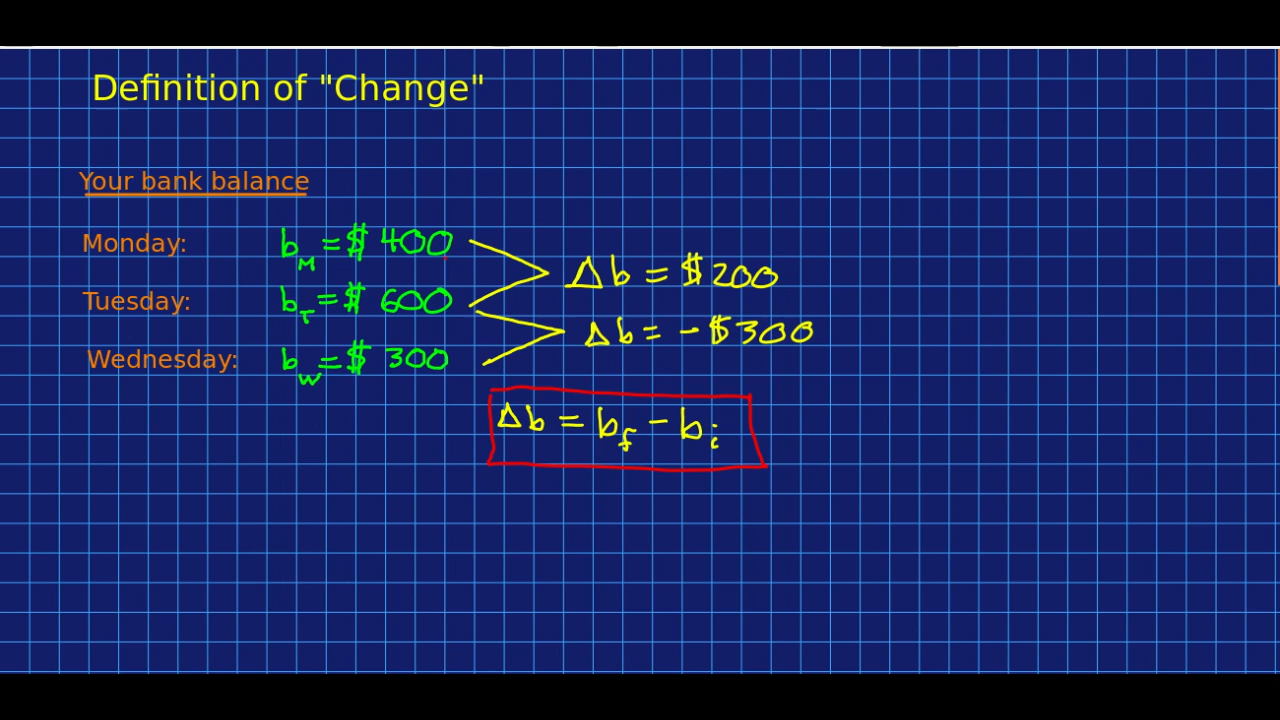 Definition of "Change"
Your bank balance
Monday: b_M = $ 400
Δb = $200
Tuesday: b_T = $ 600
Δb = -$300
Wednesday: b_W = $ 300
Δb = b_f - b_i